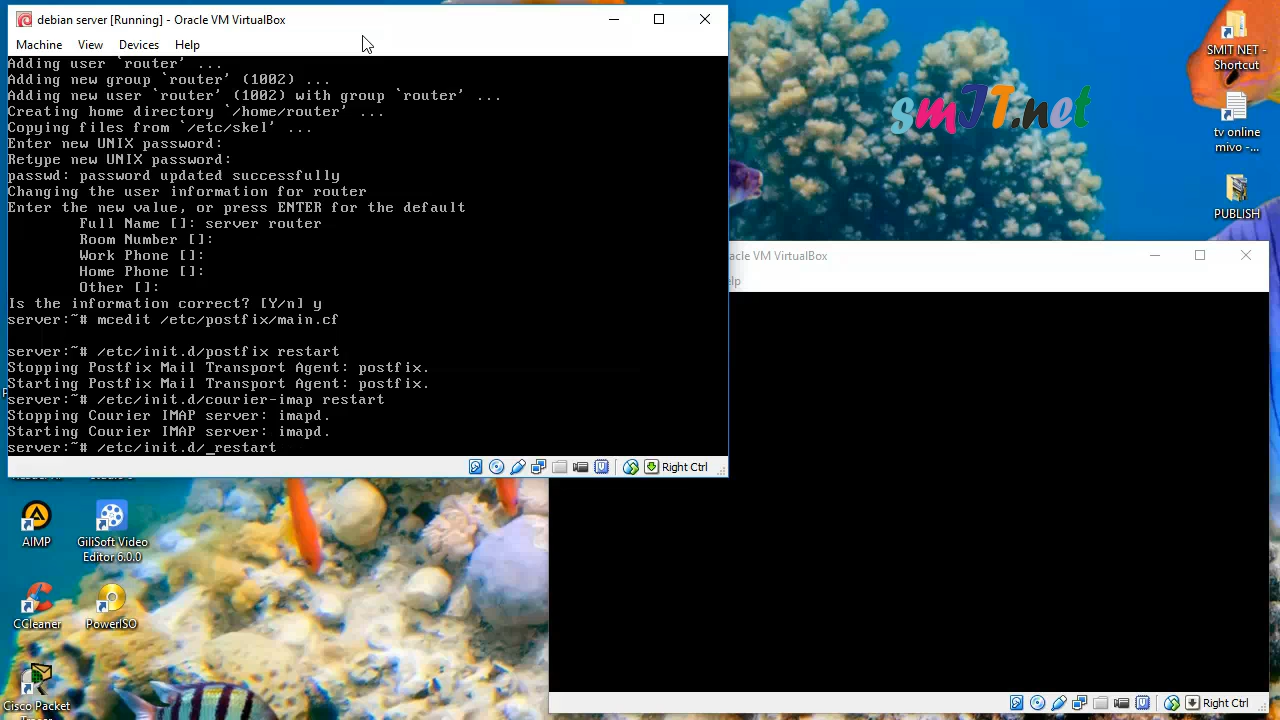 debian server [Running] - Oracle VM VirtualBox
Machine View Devices Help
Adding user `router' ...
Adding new group `router' (1002) ...
Adding new user `router' (1002) with group `router' ...
Creating home directory `/home/router' ...
Copying files from `/etc/skel' ...
Enter new UNIX password:
Retype new UNIX password:
passwd: password updated successfully
Changing the user information for router
Enter the new value, or press ENTER for the default
Full Name []: server router
Room Number []:
Work Phone []:
Home Phone []:
Other []:
Is the information correct? [Y/n] y
server:~# mcedit /etc/postfix/main.cf
server:~# /etc/init.d/postfix restart
Stopping Postfix Mail Transport Agent: postfix.
Starting Postfix Mail Transport Agent: postfix.
server:~# /etc/init.d/courier-imap restart
Stopping Courier IMAP server: imapd.
Starting Courier IMAP server: imapd.
server:~# /etc/init.d/_restart
Right Ctrl
smIT.net
SMIT NET -
Shortcut
tv online
mivo -...
PUBLISH
acle VM VirtualBox
elp
Right Ctrl
AIMP
GiliSoft Video
Editor 6.0.0
CCleaner
PowerISO
Cisco Packet